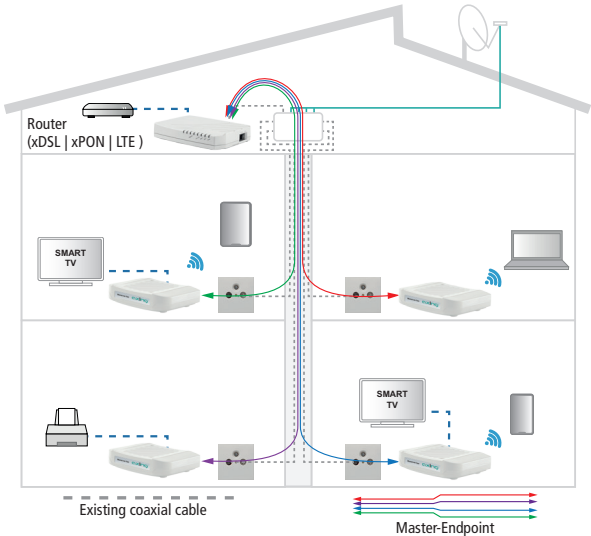 Router
(xDSL | xPON | LTE )
SMART
TV
SMART
TV
Existing coaxial cable
Master-Endpoint